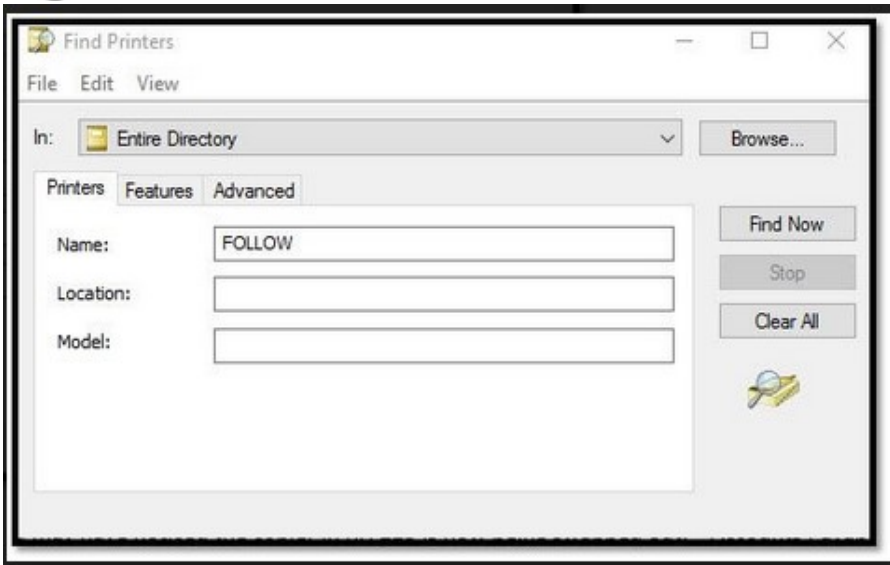 Find Printers
File Edit View
In: Entire Directory Browse...
Printers Features Advanced
Name: FOLLOW
Find Now
Location:
Stop
Model:
Clear All